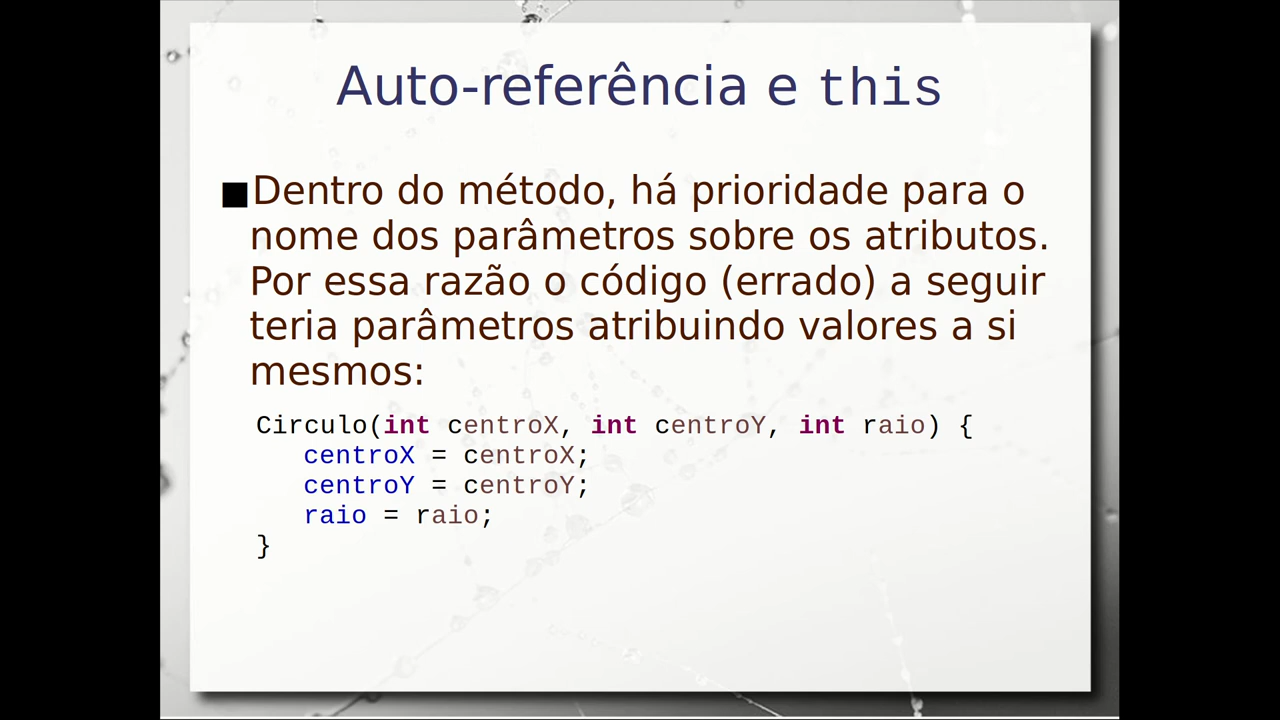 Auto-referência e this
■Dentro do método, há prioridade para o
nome dos parâmetros sobre os atributos.
Por essa razão o código (errado) a seguir
teria parâmetros atribuindo valores a si
mesmos:
Circulo(int centroX, int centroY, int raio) {
centroX = centroX;
centroY = centroY;
raio = raio;
}